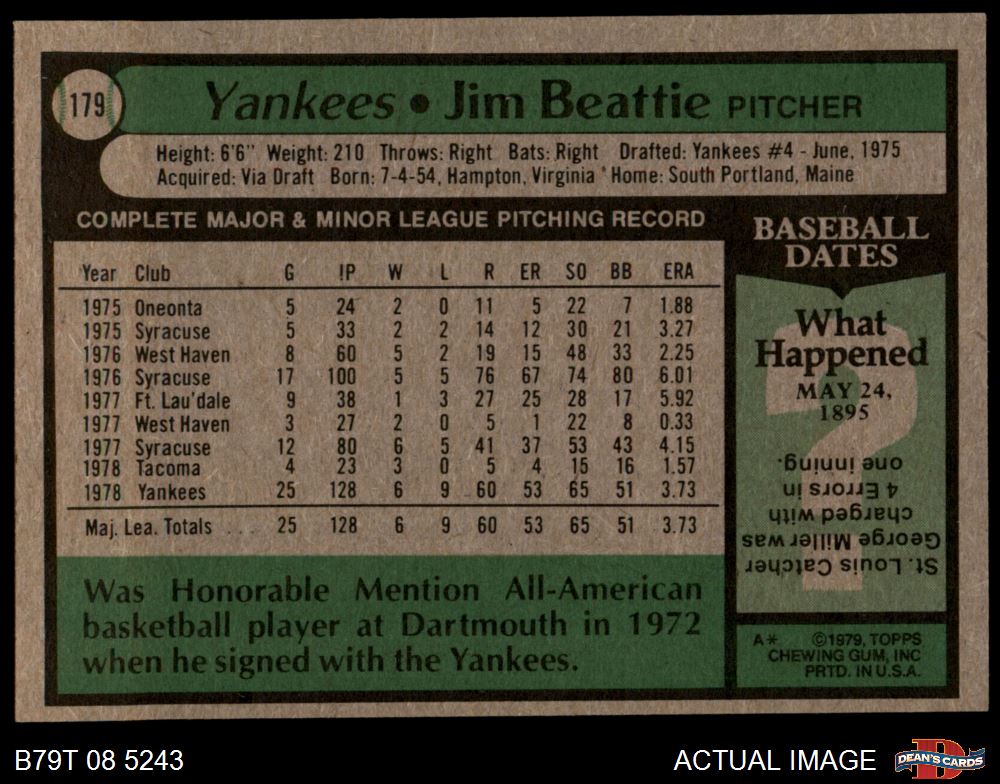 179
Yankees • Jim Beattie PITCHER
Height: 6'6" Weight: 210 Throws: Right Bats: Right Drafted: Yankees #4 - June, 1975
Acquired: Via Draft Born: 7-4-54, Hampton, Virginia Home: South Portland, Maine
COMPLETE MAJOR & MINOR LEAGUE PITCHING RECORD
Year Club G IP W L R ER SO BB ERA
1975 Oneonta 5 24 2 0 11 5 22 7 1.88
1975 Syracuse 5 33 2 2 14 12 30 21 3.27
1976 West Haven 8 60 5 2 19 15 48 33 2.25
1976 Syracuse 17 100 5 5 76 67 74 80 6.01
1977 Ft. Lau'dale 9 38 1 3 27 25 28 17 5.92
1977 West Haven 3 27 2 0 5 1 22 8 0.33
1977 Syracuse 12 80 6 5 41 37 53 43 4.15
1978 Tacoma 4 23 3 0 5 4 15 16 1.57
1978 Yankees 25 128 6 9 60 53 65 51 3.73
Maj. Lea. Totals 25 128 6 9 60 53 65 51 3.73
Was Honorable Mention All-American
basketball player at Dartmouth in 1972
when he signed with the Yankees.
BASEBALL
DATES
What
Happened
MAY 24,
1895
?
St. Louis Catcher
George Miller was
charged with
4 Errors in
one inning.
A* ©1979, TOPPS
CHEWING GUM, INC
PRTD. IN U.S.A.
B79T 08 5243
ACTUAL IMAGE
D
DEAN'S CARDS